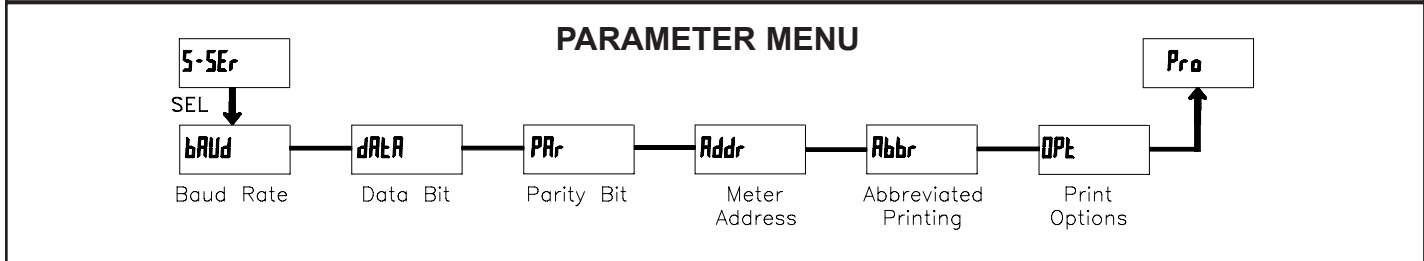 PARAMETER MENU
5-SEr
Pro
SEL
bAUd
dAtA
PAr
Addr
Abbr
OPt
Baud Rate
Data Bit
Parity Bit
Meter
Address
Abbreviated
Printing
Print
Options